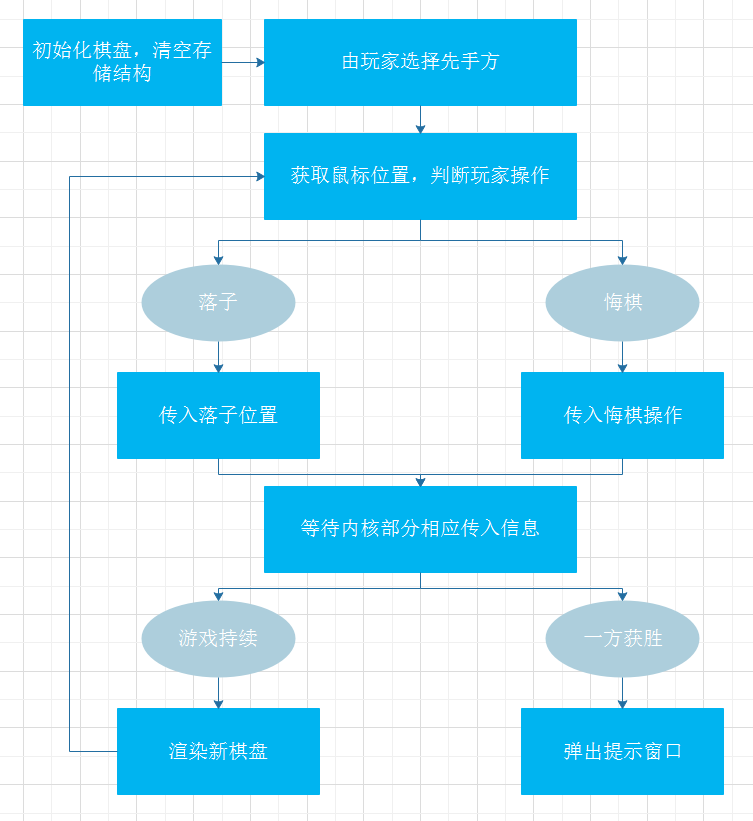 初始化棋盘，清空存
储结构
由玩家选择先手方
获取鼠标位置，判断玩家操作
落子
悔棋
传入落子位置
传入悔棋操作
等待内核部分相应传入信息
游戏持续
一方获胜
渲染新棋盘
弹出提示窗口